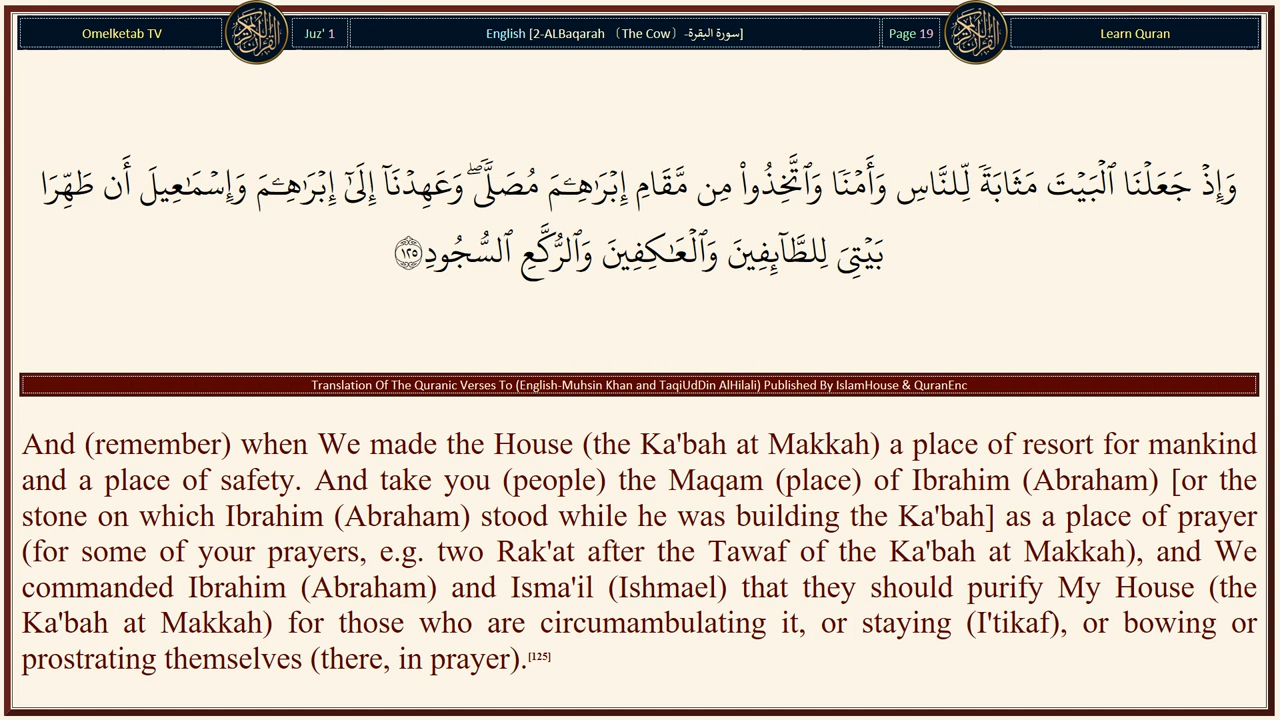 Omelketab TV
Juz' 1
English [2-ALBaqarah （The Cow） -سورة البقرة]
Page 19
Learn Quran
وَإِذۡ جَعَلۡنَا ٱلۡبَيۡتَ مَثَابَةٗ لِّلنَّاسِ وَأَمۡنٗا وَٱتَّخِذُواْ مِن مَّقَامِ إِبۡرَٰهِـۧمَ مُصَلّٗىۖ وَعَهِدۡنَآ إِلَىٰٓ إِبۡرَٰهِـۧمَ وَإِسۡمَٰعِيلَ أَن طَهِّرَا
بَيۡتِيَ لِلطَّآئِفِينَ وَٱلۡعَٰكِفِينَ وَٱلرُّكَّعِ ٱلسُّجُودِ ١٢٥
Translation Of The Quranic Verses To (English-Muhsin Khan and TaqiUdDin AlHilali) Published By IslamHouse & QuranEnc
And (remember) when We made the House (the Ka'bah at Makkah) a place of resort for mankind
and a place of safety. And take you (people) the Maqam (place) of Ibrahim (Abraham) [or the
stone on which Ibrahim (Abraham) stood while he was building the Ka'bah] as a place of prayer
(for some of your prayers, e.g. two Rak'at after the Tawaf of the Ka'bah at Makkah), and We
commanded Ibrahim (Abraham) and Isma'il (Ishmael) that they should purify My House (the
Ka'bah at Makkah) for those who are circumambulating it, or staying (I'tikaf), or bowing or
prostrating themselves (there, in prayer).[125]